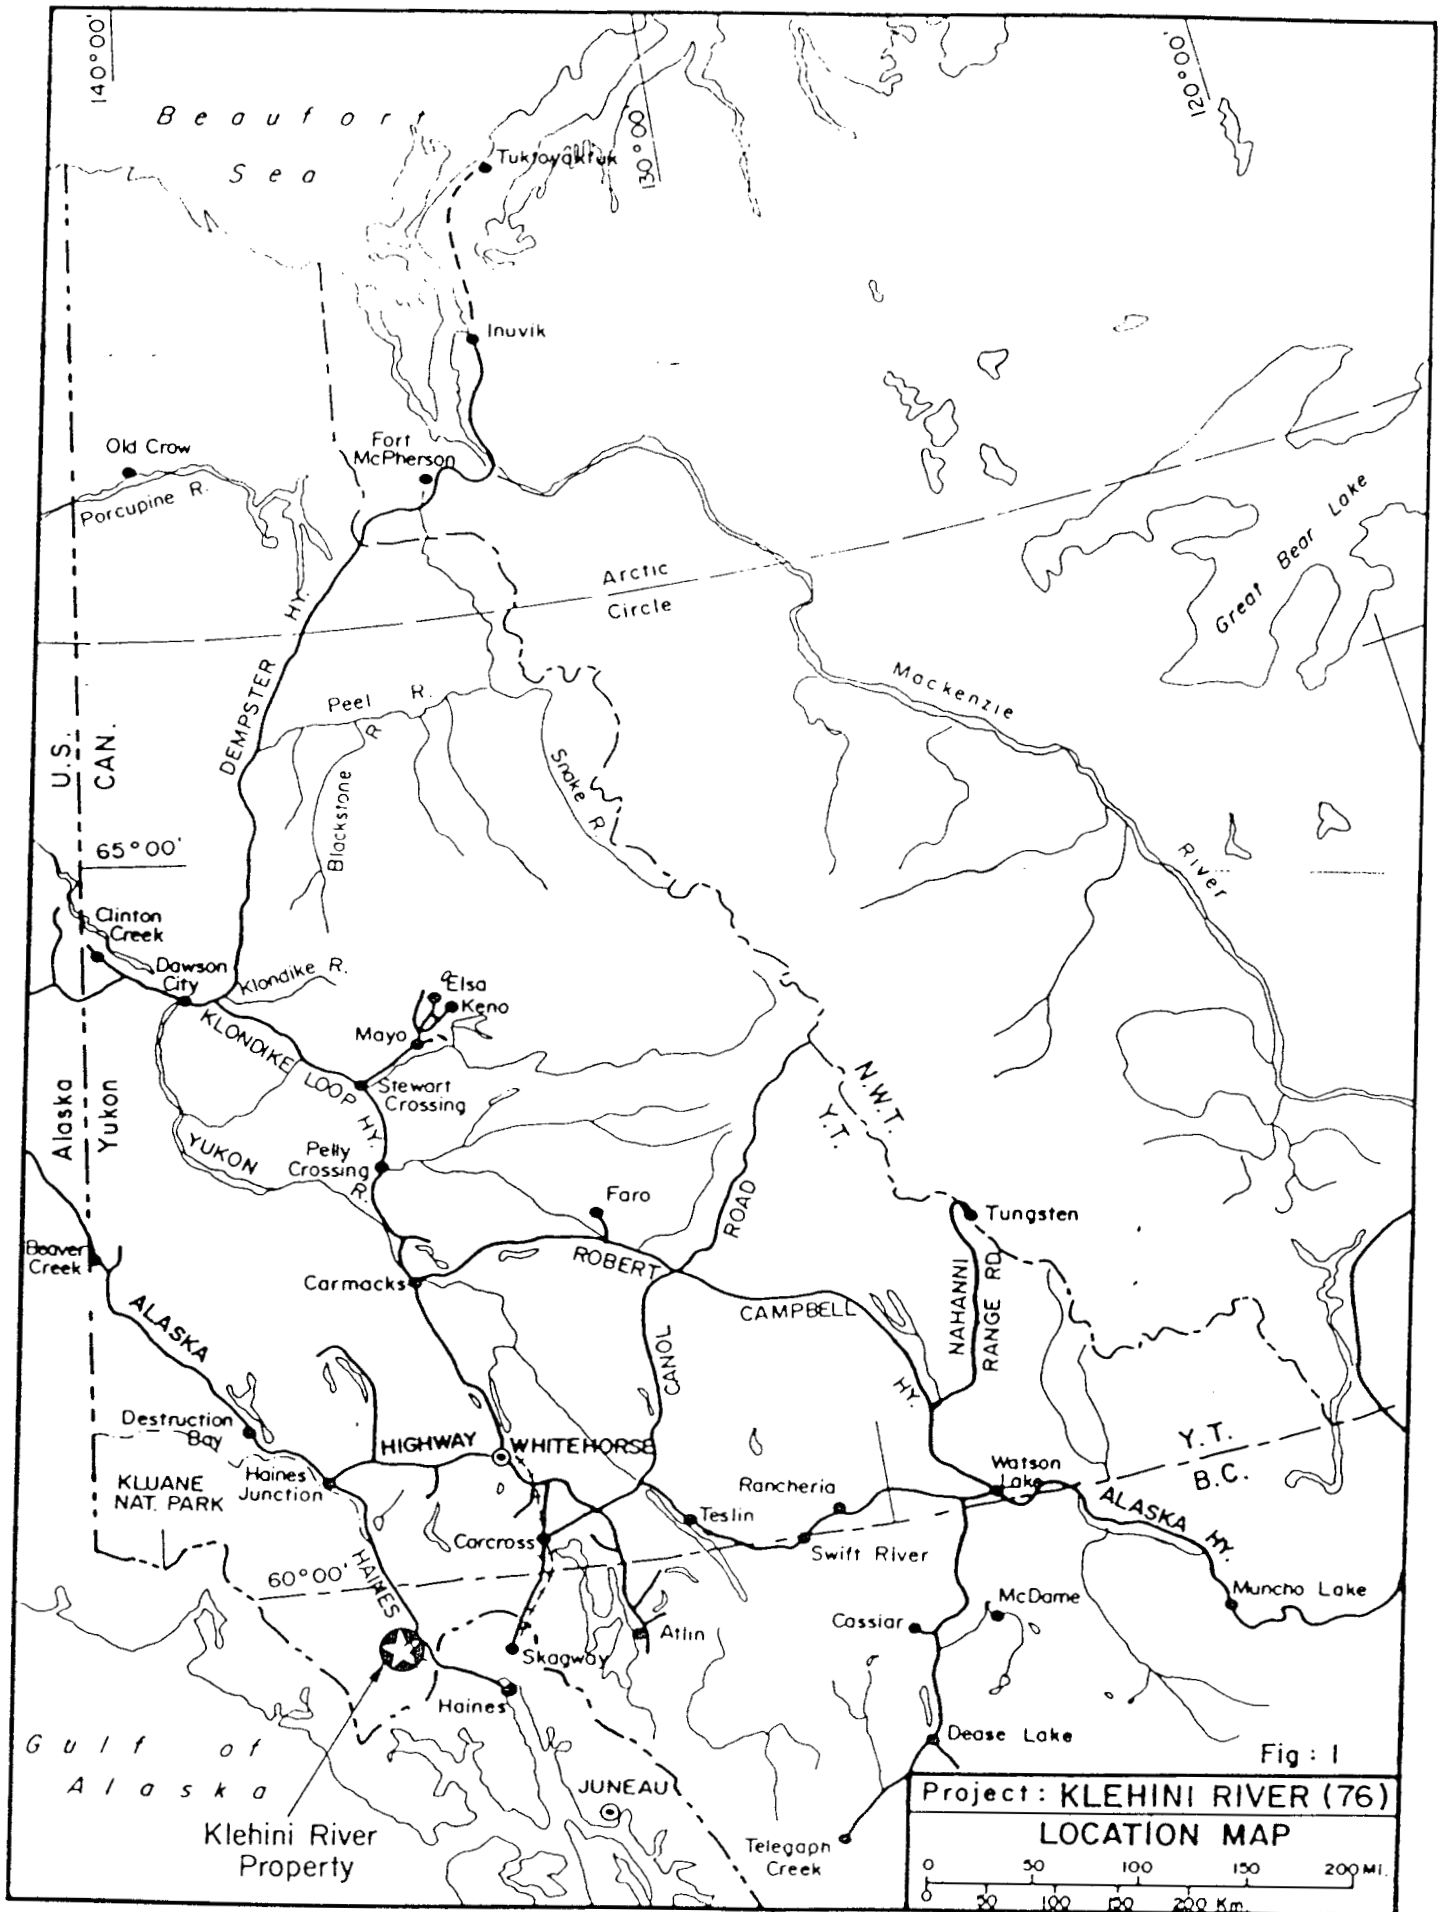 140°00'
130°00'
120°00'
Beaufort
Sea
Tuktoyaktuk
Inuvik
Old Crow
Porcupine R.
Fort
McPherson
Great Bear Lake
Arctic
Circle
DEMPSTER HY.
Mackenzie River
Peel R.
Blackstone R
Snake R.
U.S.
CAN.
65°00'
Clinton
Creek
Dawson
City
Klondike R.
Elsa
Keno
Mayo
KLONDIKE LOOP HY.
Stewart
Crossing
Alaska
Yukon
YUKON R.
Pelly
Crossing
N.W.T.
Y.T.
Faro
ROAD
Tungsten
Beaver
Creek
ROBERT CAMPBELL HY.
Carmacks
NAHANNI
RANGE RD.
ALASKA
CANOL
Destruction
Bay
HIGHWAY
WHITEHORSE
Y.T.
B.C.
KLUANE
NAT. PARK
Haines
Junction
Rancheria
Watson
Lake
Teslin
ALASKA HY.
Carcross
Swift River
60°00'
HAINES
Muncho Lake
McDame
Cassiar
Atlin
Skagway
Haines
Dease Lake
Gulf of
Alaska
JUNEAU
Klehini River
Property
Telegaph
Creek
Fig : 1
Project : KLEHINI RIVER (76)
LOCATION MAP
0 50 100 150 200 MI.
0 50 100 150 200 Km.